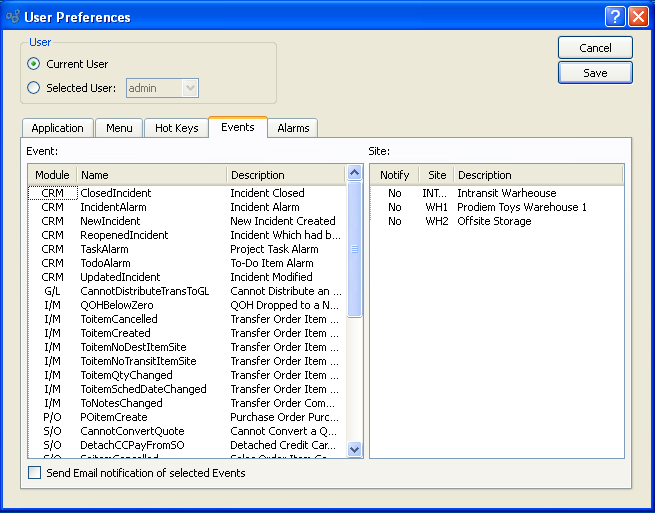 User Preferences
User
Current User
Selected User: admin
Cancel
Save
Application Menu Hot Keys Events Alarms
Event: Site:
Module Name Description Notify Site Description
CRM ClosedIncident Incident Closed No INT... Intransit Warheouse
CRM IncidentAlarm Incident Alarm No WH1 Prodiem Toys Warehouse 1
CRM NewIncident New Incident Created No WH2 Offsite Storage
CRM ReopenedIncident Incident Which had b...
CRM TaskAlarm Project Task Alarm
CRM TodoAlarm To-Do Item Alarm
CRM UpdatedIncident Incident Modified
G/L CannotDistributeTransToGL Cannot Distribute an ...
I/M QOHBelowZero QOH Dropped to a N...
I/M ToitemCancelled Transfer Order Item ...
I/M ToitemCreated Transfer Order Item ...
I/M ToitemNoDestItemSite Transfer Order Item ...
I/M ToitemNoTransitItemSite Transfer Order Item ...
I/M ToitemQtyChanged Transfer Order Item ...
I/M ToitemSchedDateChanged Transfer Order Item ...
I/M ToNotesChanged Transfer Order Com...
P/O POitemCreate Purchase Order Purc...
S/O CannotConvertQuote Cannot Convert a Q...
S/O DetachCCPayFromSO Detached Credit Car...
S/O SoitemCancelled Sales Order Item Ca...
Send Email notification of selected Events